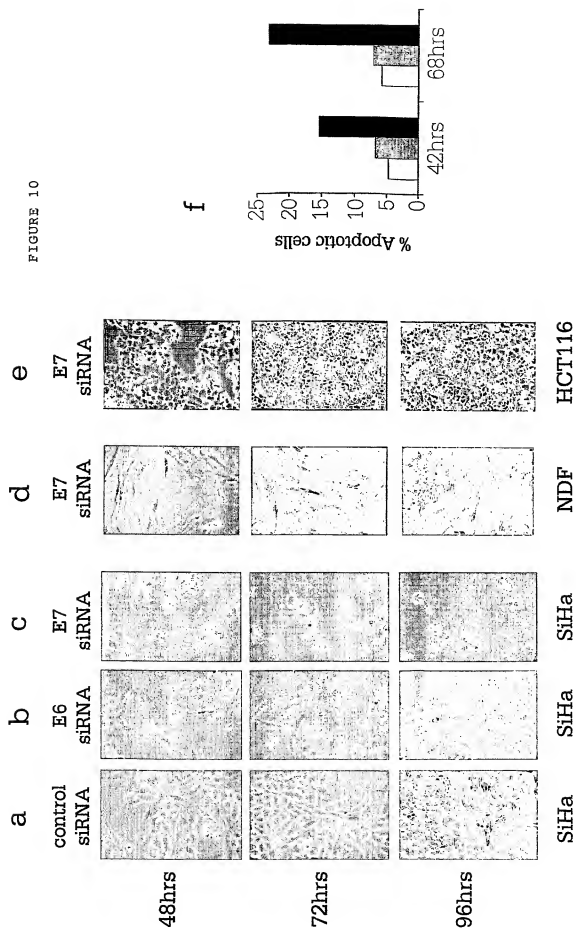 FIGURE 10
a b c d e f
control siRNA E6 siRNA E7 siRNA E7 siRNA E7 siRNA
48hrs
72hrs
96hrs
SiHa SiHa SiHa NDF HCT116
% Apoptotic cells
25
20
15
10
5
0
42hrs 68hrs